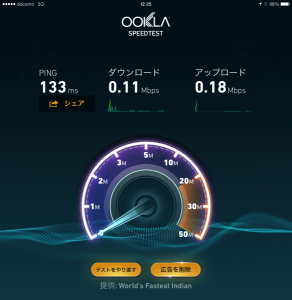 docomo 3G 12:25 90%
OOKLA
SPEEDTEST
PING ダウンロード アップロード
133 ms 0.11 Mbps 0.18 Mbps
シェア
5M
3M 10M
2M 20M
1M 30M
0 50M
テストをやり直す 広告を削除
提供: World's Fastest Indian